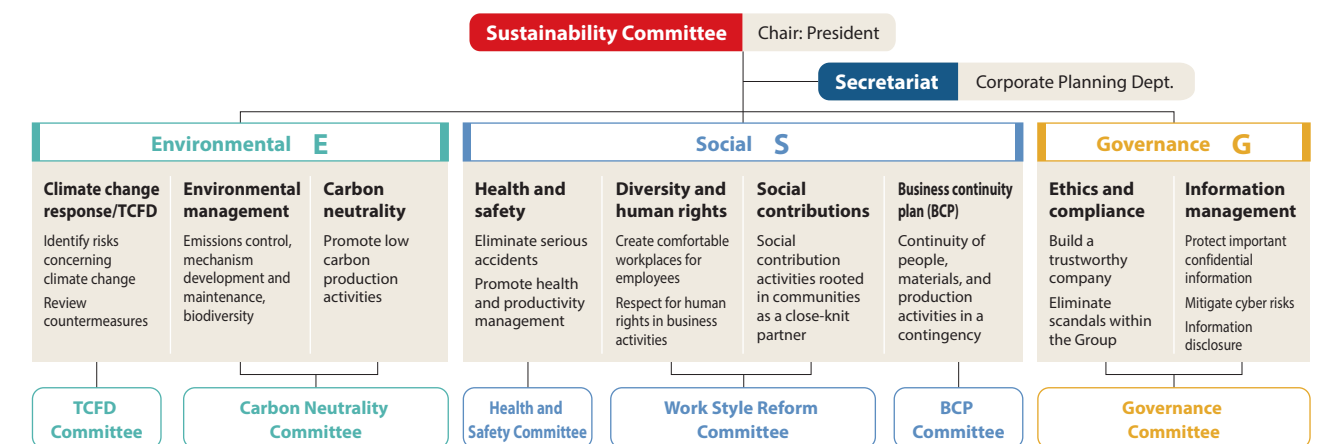 Sustainability Committee Chair: President
Secretariat Corporate Planning Dept.
Environmental E
Climate change
response/TCFD
Identify risks
concerning
climate change
Review
countermeasures
Environmental
management
Emissions control,
mechanism
development and
maintenance,
biodiversity
Carbon
neutrality
Promote low
carbon
production
activities
TCFD
Committee
Carbon Neutrality
Committee
Social S
Health and
safety
Eliminate serious
accidents
Promote health
and productivity
management
Diversity and
human rights
Create comfortable
workplaces for
employees
Respect for human
rights in business
activities
Social
contributions
Social
contribution
activities rooted
in communities
as a close-knit
partner
Business continuity
plan (BCP)
Continuity of
people,
materials, and
production
activities in a
contingency
Health and
Safety Committee
Work Style Reform
Committee
BCP
Committee
Governance G
Ethics and
compliance
Build a
trustworthy
company
Eliminate
scandals within
the Group
Information
management
Protect important
confidential
information
Mitigate cyber risks
Information
disclosure
Governance
Committee